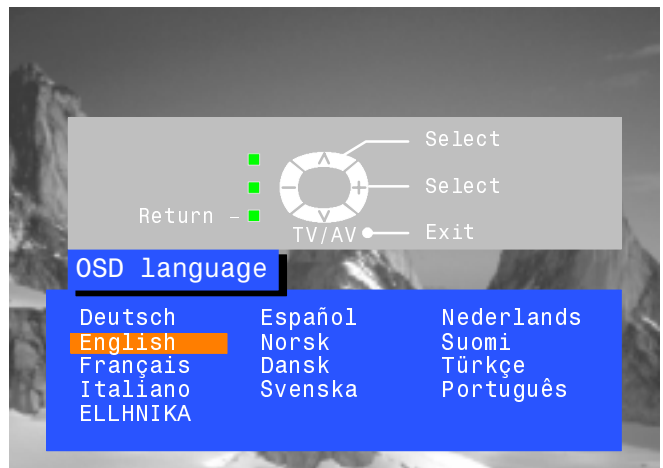 Select
Select
Return –
TV/AV
Exit
OSD language
Deutsch Español Nederlands
English Norsk Suomi
Français Dansk Türkçe
Italiano Svenska Português
ELLHNIKA